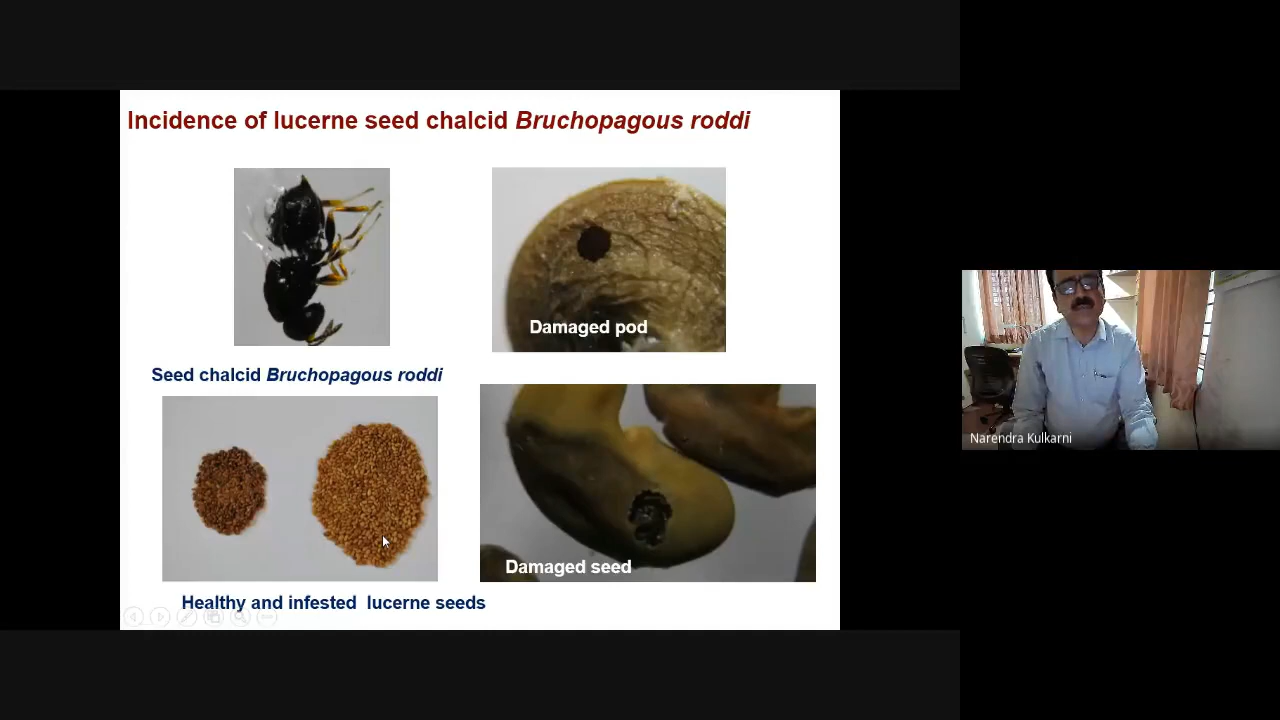 Incidence of lucerne seed chalcid Bruchopagous roddi
Damaged pod
Seed chalcid Bruchopagous roddi
Damaged seed
Healthy and infested lucerne seeds
Narendra Kulkarni